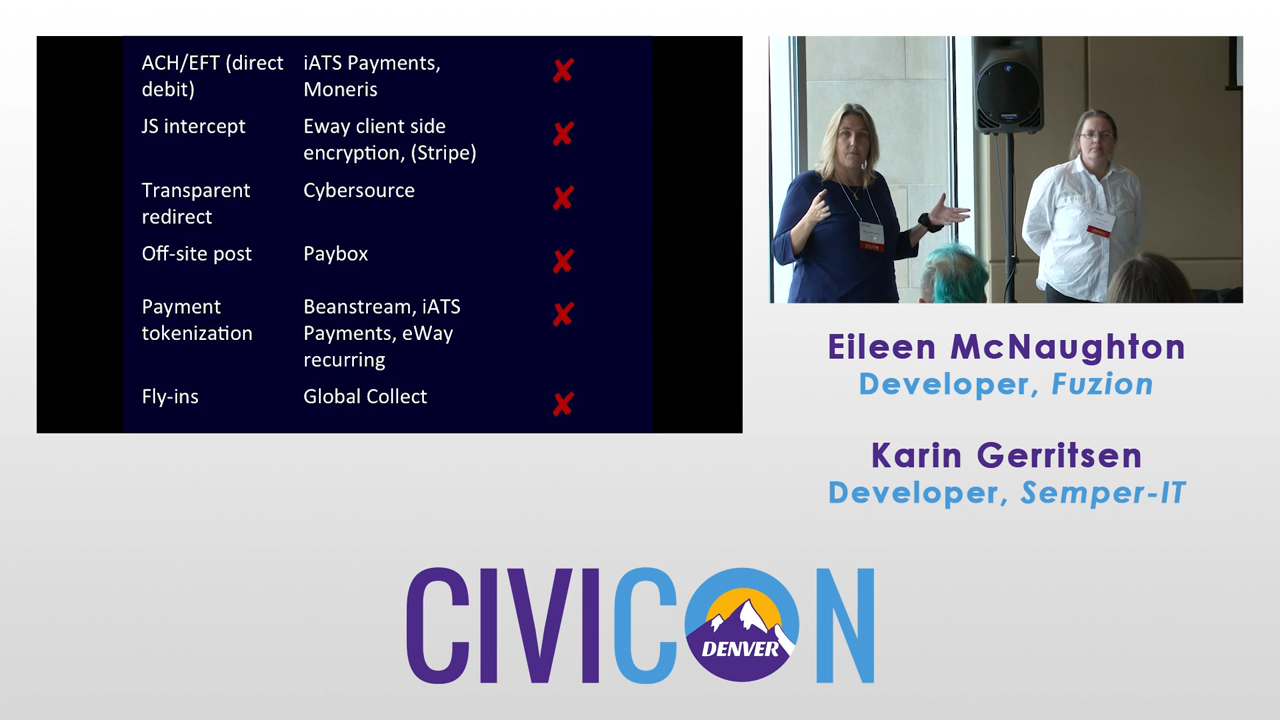 ACH/EFT (direct debit) iATS Payments, Moneris ✘
JS intercept Eway client side encryption, (Stripe) ✘
Transparent redirect Cybersource ✘
Off-site post Paybox ✘
Payment tokenization Beanstream, iATS Payments, eWay recurring ✘
Fly-ins Global Collect ✘
Eileen McNaughton
Developer, Fuzion
Karin Gerritsen
Developer, Semper-IT
CIVICON
DENVER